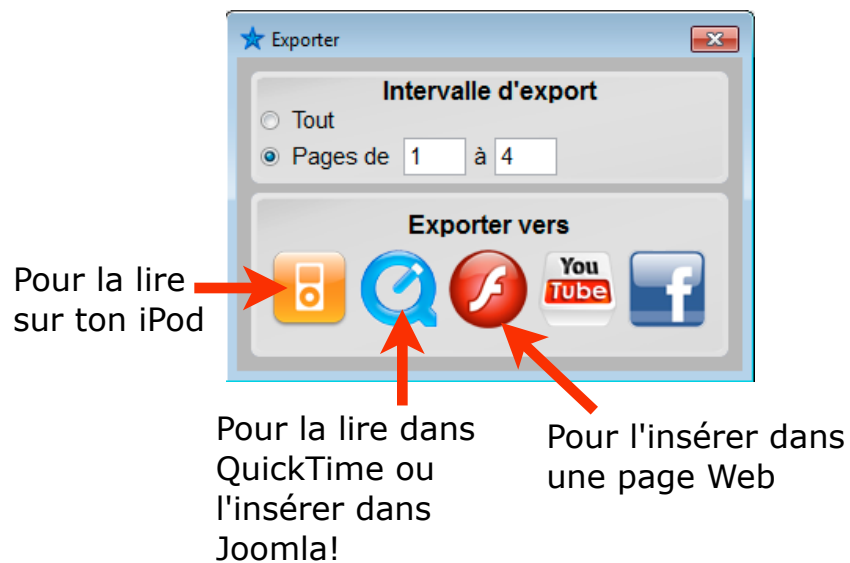 Exporter
Intervalle d'export
Tout
Pages de 1 à 4
Exporter vers
You
Tube
f
Pour la lire
sur ton iPod
Pour la lire dans
QuickTime ou
l'insérer dans
Joomla!
Pour l'insérer dans
une page Web